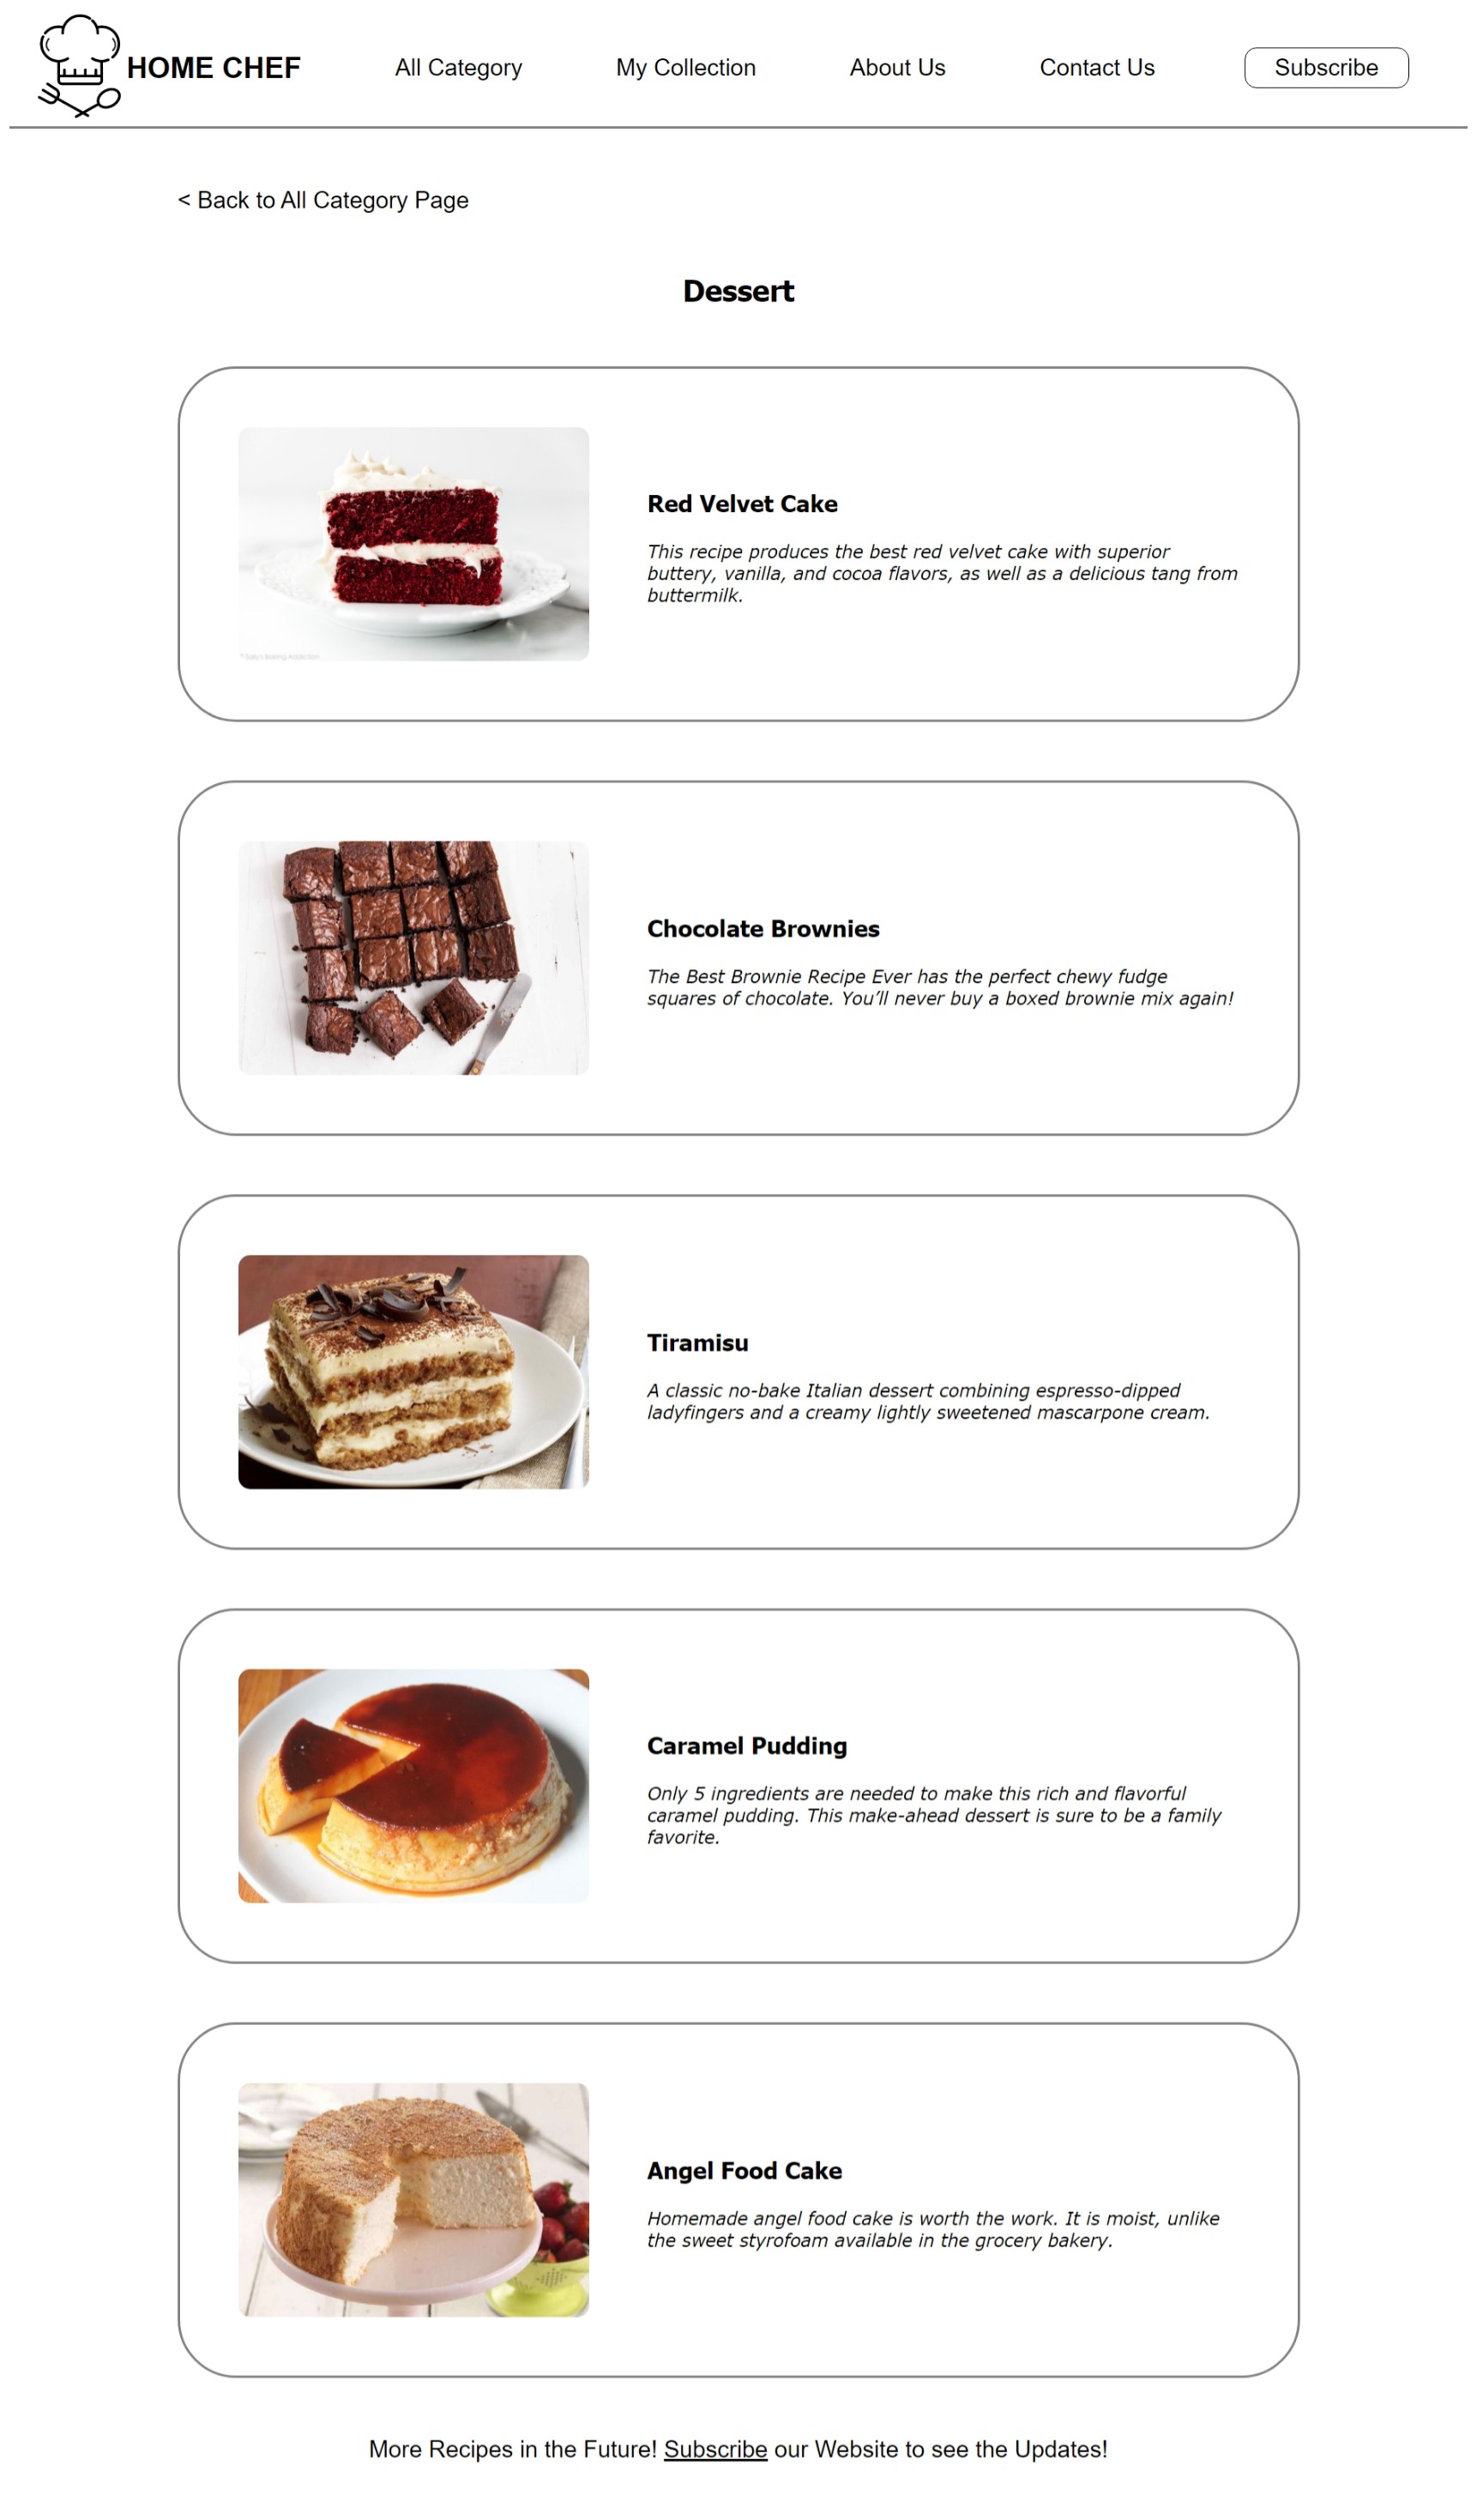 HOME CHEF
All Category
My Collection
About Us
Contact Us
Subscribe
< Back to All Category Page
Dessert
Red Velvet Cake
This recipe produces the best red velvet cake with superior
buttery, vanilla, and cocoa flavors, as well as a delicious tang from
buttermilk.
Chocolate Brownies
The Best Brownie Recipe Ever has the perfect chewy fudge
squares of chocolate. You’ll never buy a boxed brownie mix again!
Tiramisu
A classic no-bake Italian dessert combining espresso-dipped
ladyfingers and a creamy lightly sweetened mascarpone cream.
Caramel Pudding
Only 5 ingredients are needed to make this rich and flavorful
caramel pudding. This make-ahead dessert is sure to be a family
favorite.
Angel Food Cake
Homemade angel food cake is worth the work. It is moist, unlike
the sweet styrofoam available in the grocery bakery.
More Recipes in the Future! Subscribe our Website to see the Updates!